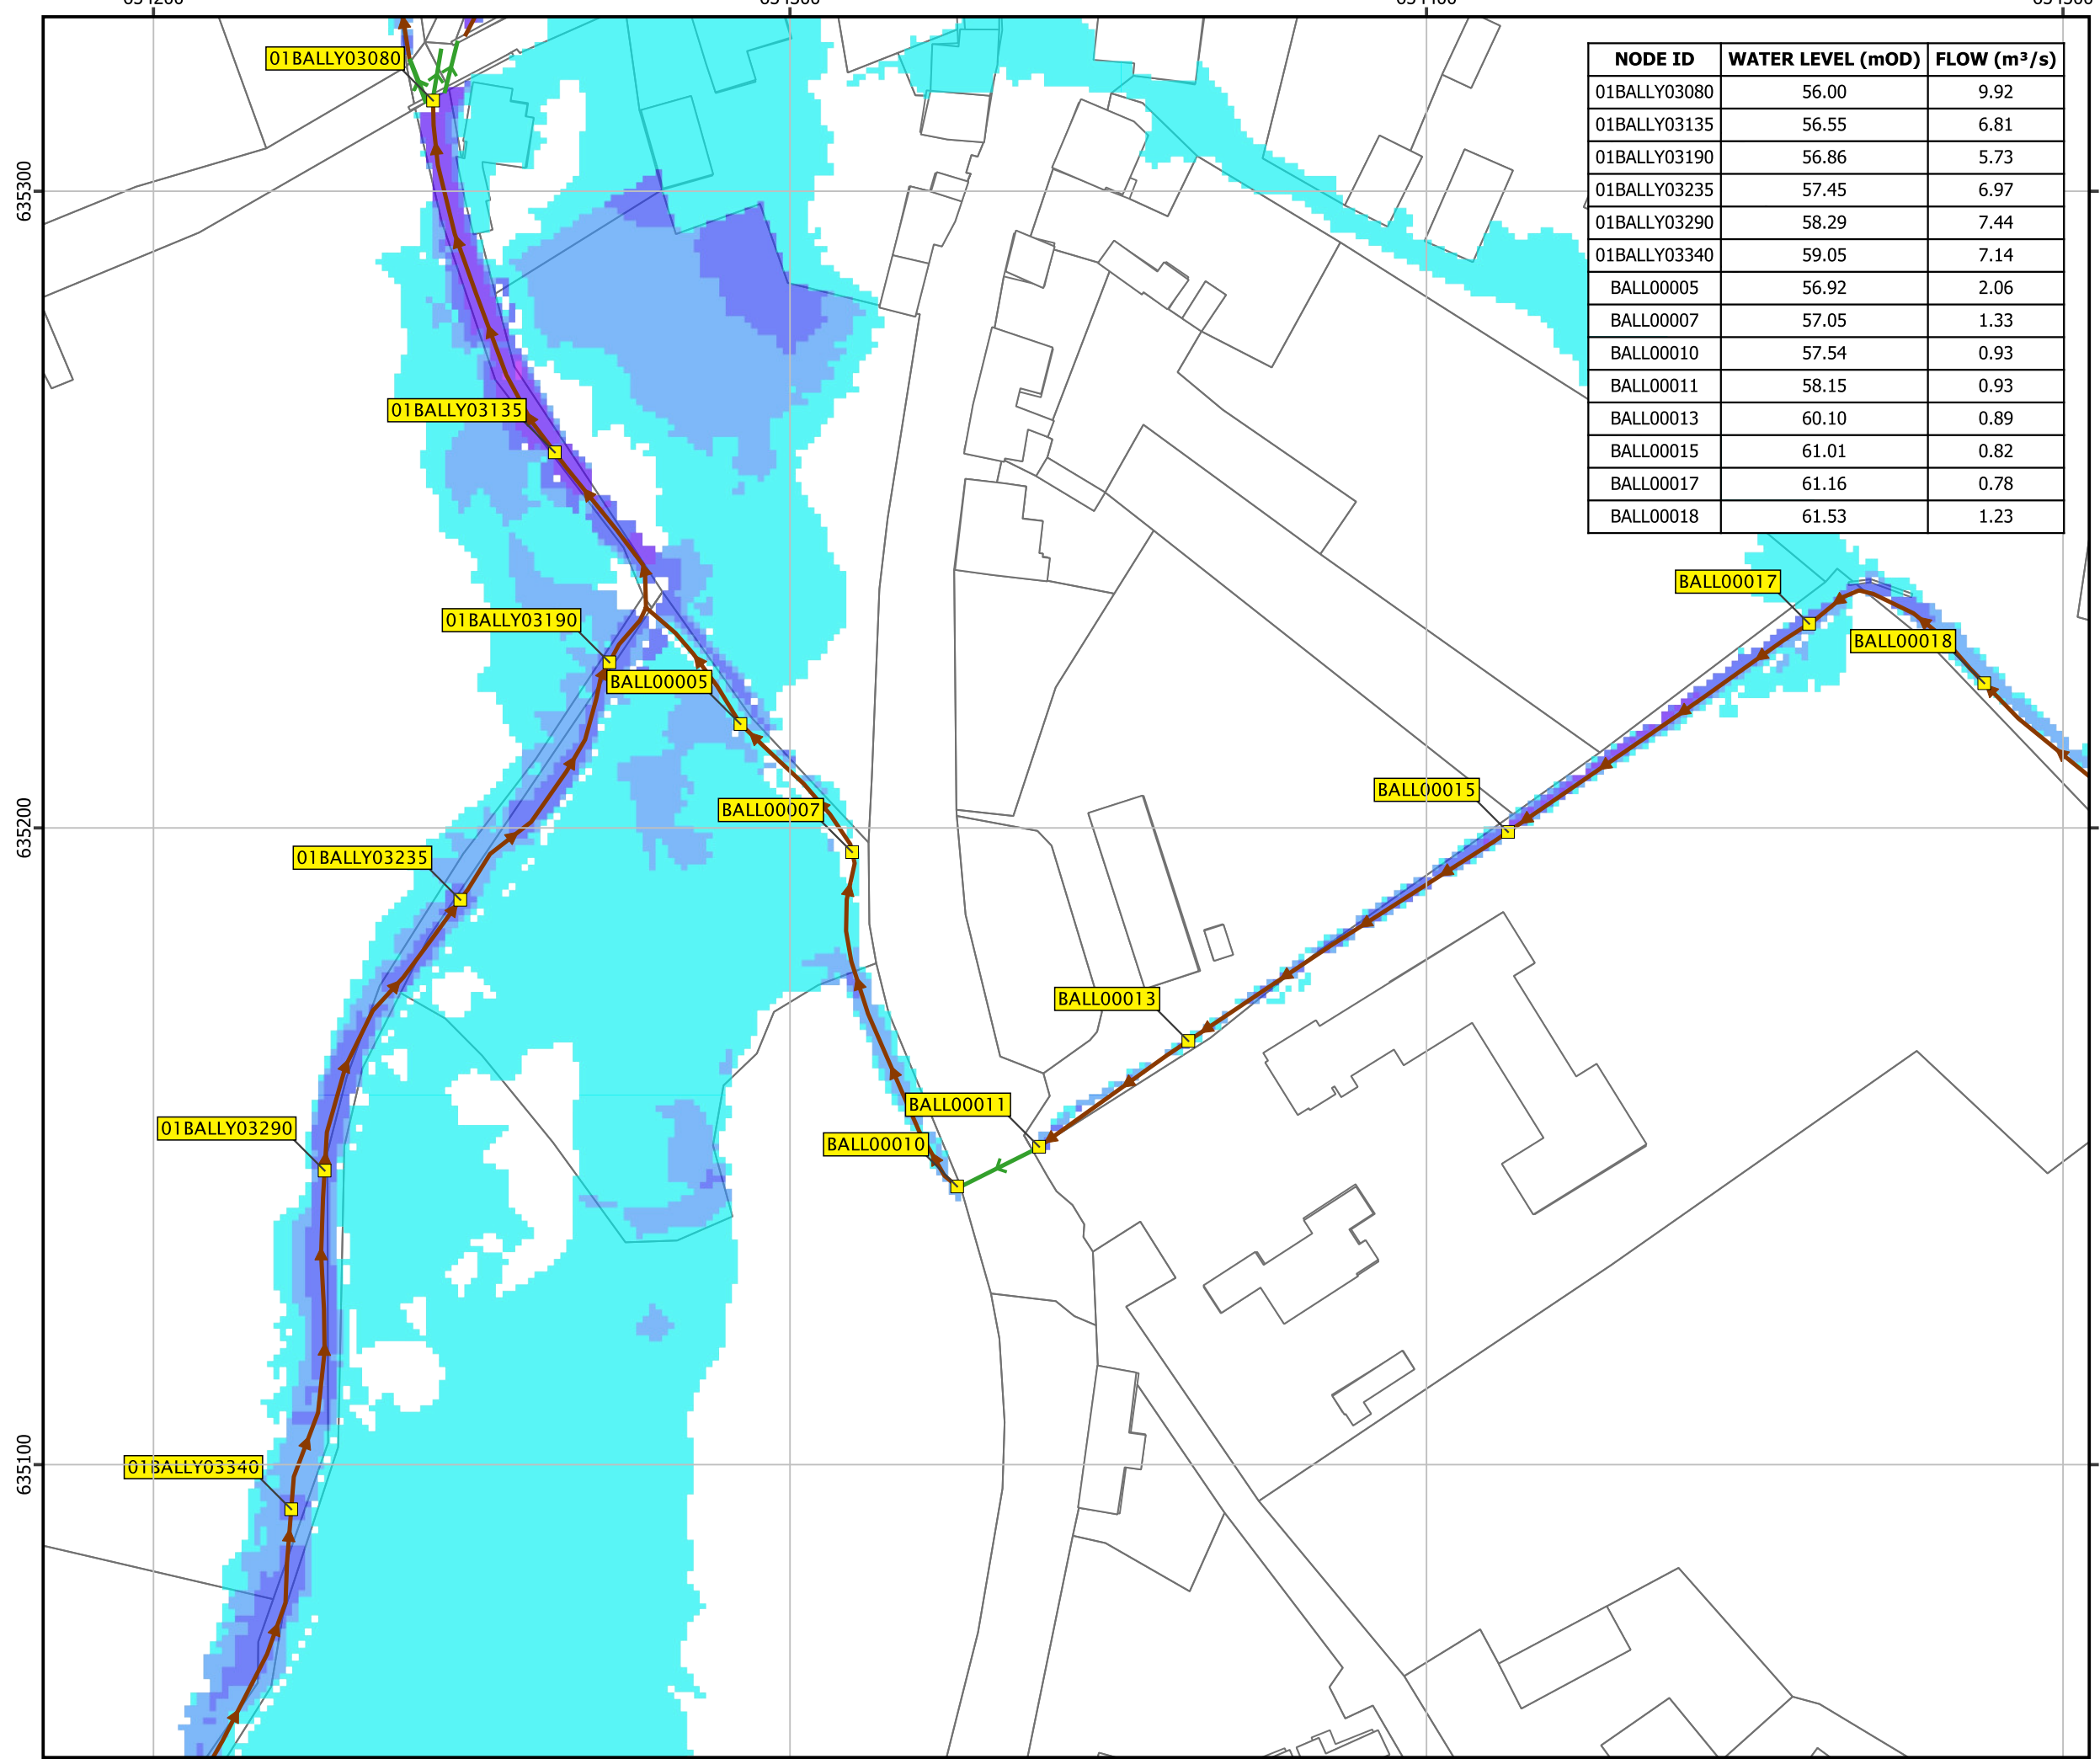 NODE ID WATER LEVEL (mOD) FLOW (m³/s)
01BALLY03080 56.00 9.92
01BALLY03135 56.55 6.81
01BALLY03190 56.86 5.73
01BALLY03235 57.45 6.97
01BALLY03290 58.29 7.44
01BALLY03340 59.05 7.14
BALL00005 56.92 2.06
BALL00007 57.05 1.33
BALL00010 57.54 0.93
BALL00011 58.15 0.93
BALL00013 60.10 0.89
BALL00015 61.01 0.82
BALL00017 61.16 0.78
BALL00018 61.53 1.23
01BALLY03080
635300
01BALLY03135
BALL00017
01BALLY03190
BALL00018
BALL00005
BALL00015
BALL00007
635200
01BALLY03235
BALL00013
BALL00011
01BALLY03290
BALL00010
01BALLY03340
635100